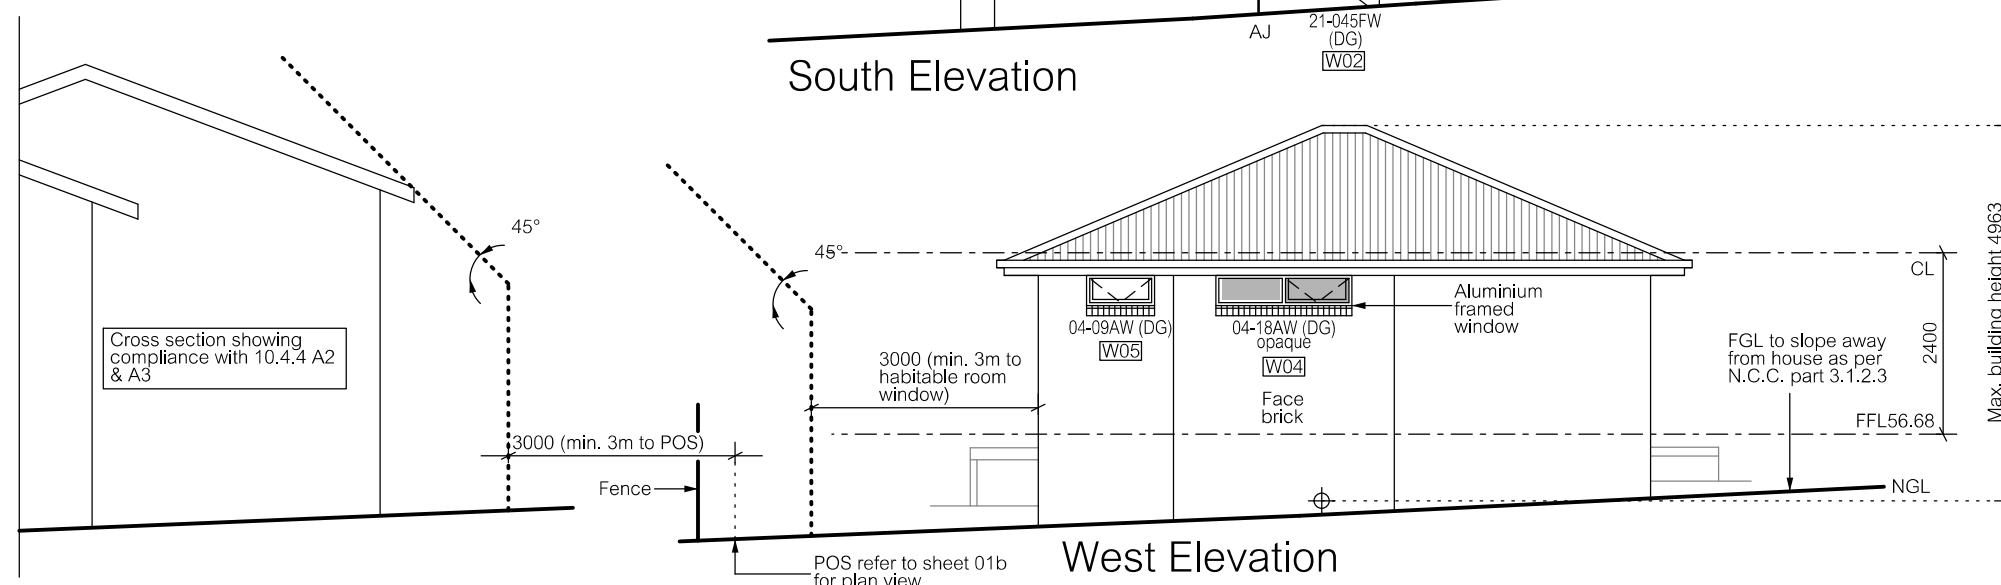 AJ
21-045FW
(DG)
W02
South Elevation
45°
45°
Cross section showing
compliance with 10.4.4 A2
& A3
3000 (min. 3m to POS)
Fence
POS refer to sheet 01b
for plan view
3000 (min. 3m to
habitable room
window)
04-09AW (DG)
W05
04-18AW (DG)
opaque
W04
Face
brick
Aluminium
framed
window
CL
2400
Max. building height 4963
FGL to slope away
from house as per
N.C.C. part 3.1.2.3
FFL56.68
NGL
West Elevation